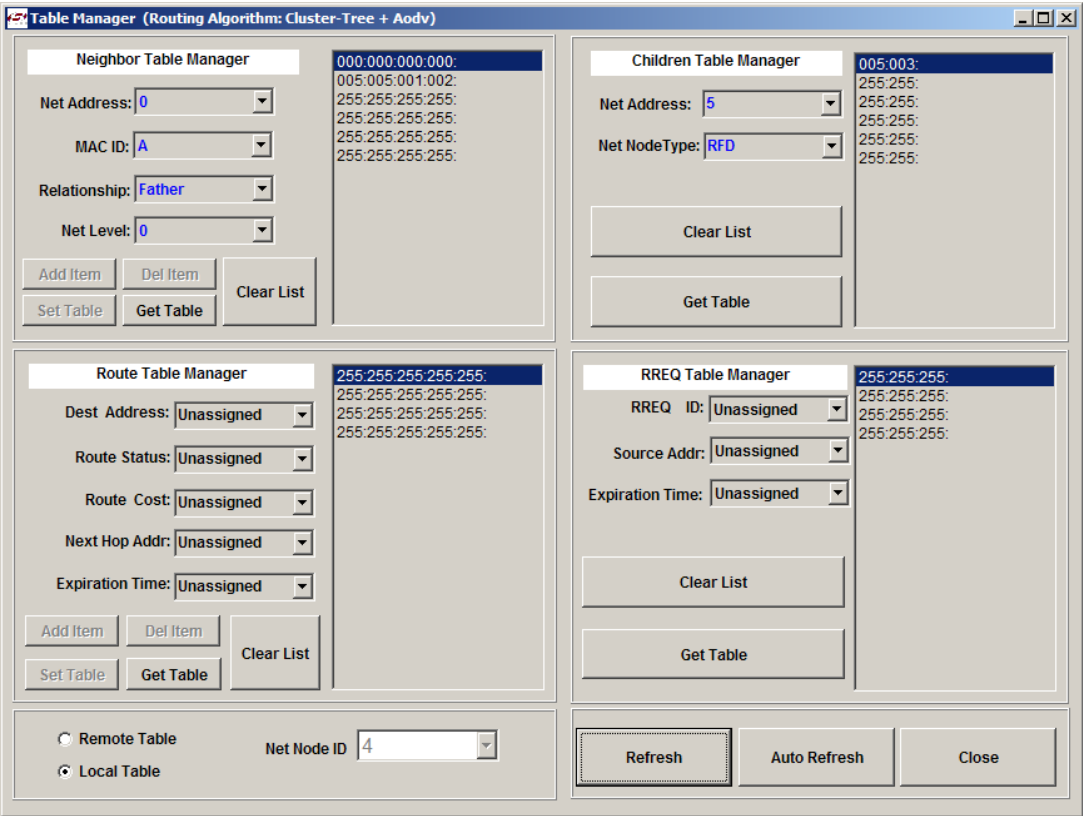 Table Manager (Routing Algorithm: Cluster-Tree + Aodv)
Neighbor Table Manager
Net Address: 0
MAC ID: A
Relationship: Father
Net Level: 0
Add Item Del Item
Set Table Get Table
Clear List
000:000:000:000:
005:005:001:002:
255:255:255:255:
255:255:255:255:
255:255:255:255:
255:255:255:255:
Children Table Manager
Net Address: 5
Net NodeType: RFD
Clear List
Get Table
005:003:
255:255:
255:255:
255:255:
255:255:
255:255:
Route Table Manager
Dest Address: Unassigned
Route Status: Unassigned
Route Cost: Unassigned
Next Hop Addr: Unassigned
Expiration Time: Unassigned
Add Item Del Item
Set Table Get Table
Clear List
255:255:255:255:255:
255:255:255:255:255:
255:255:255:255:255:
255:255:255:255:255:
RREQ Table Manager
RREQ ID: Unassigned
Source Addr: Unassigned
Expiration Time: Unassigned
Clear List
Get Table
255:255:255:
255:255:255:
255:255:255:
255:255:255:
Remote Table
Local Table
Net Node ID 4
Refresh Auto Refresh Close